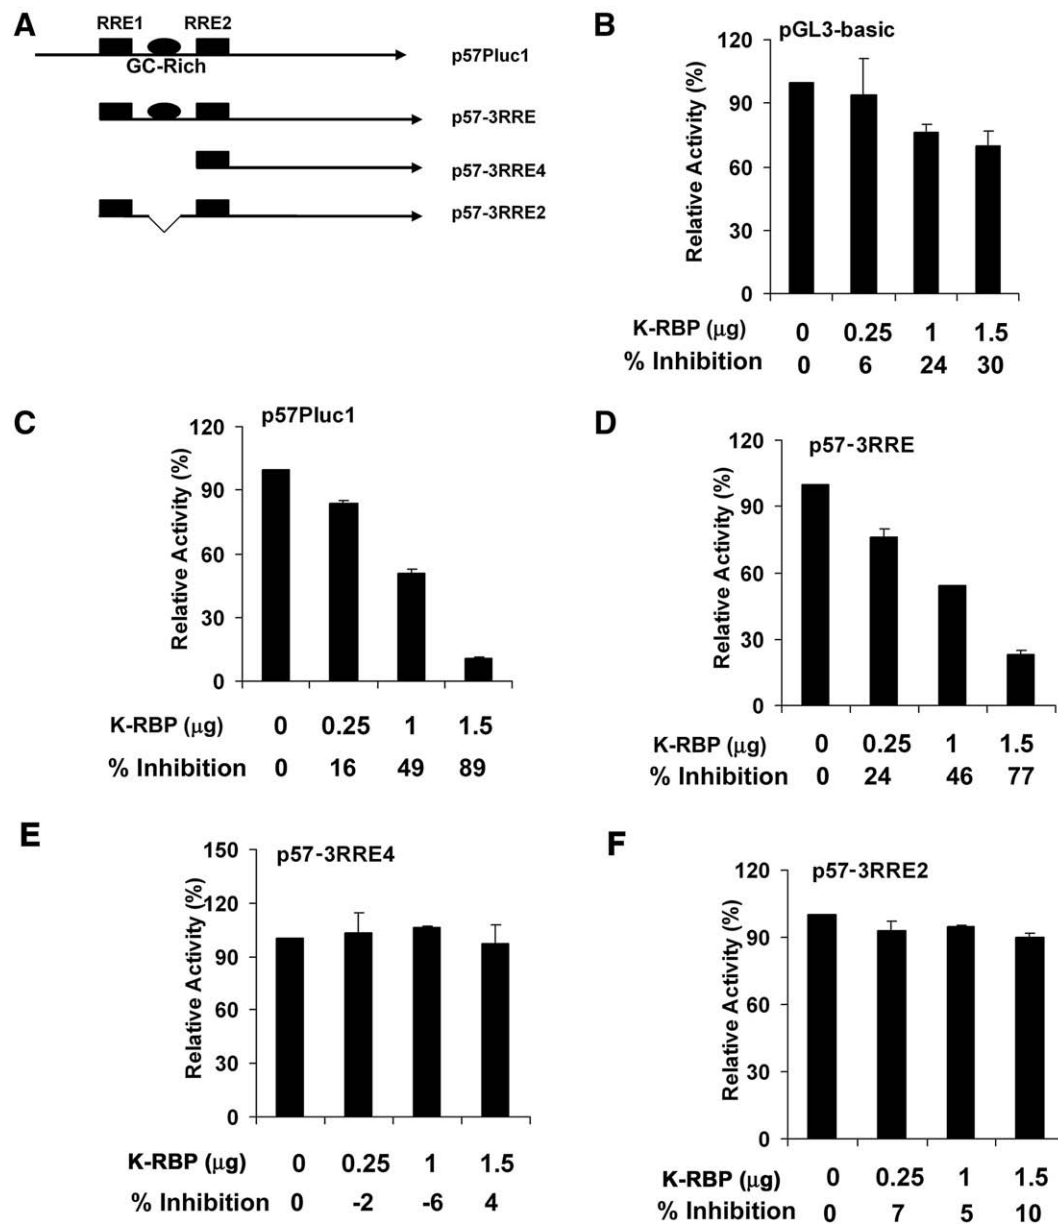 A
RRE1 RRE2
p57Pluc1
GC-Rich
p57-3RRE
p57-3RRE4
p57-3RRE2
B
pGL3-basic
Relative Activity (%)
120
90
60
30
0
K-RBP (μg) 0 0.25 1 1.5
% Inhibition 0 6 24 30
C
p57Pluc1
Relative Activity (%)
120
90
60
30
0
K-RBP (μg) 0 0.25 1 1.5
% Inhibition 0 16 49 89
D
p57-3RRE
Relative Activity (%)
120
90
60
30
0
K-RBP (μg) 0 0.25 1 1.5
% Inhibition 0 24 46 77
E
p57-3RRE4
Relative Activity (%)
150
120
90
60
30
0
K-RBP (μg) 0 0.25 1 1.5
% Inhibition 0 -2 -6 4
F
p57-3RRE2
Relative Activity (%)
120
90
60
30
0
K-RBP (μg) 0 0.25 1 1.5
% Inhibition 0 7 5 10